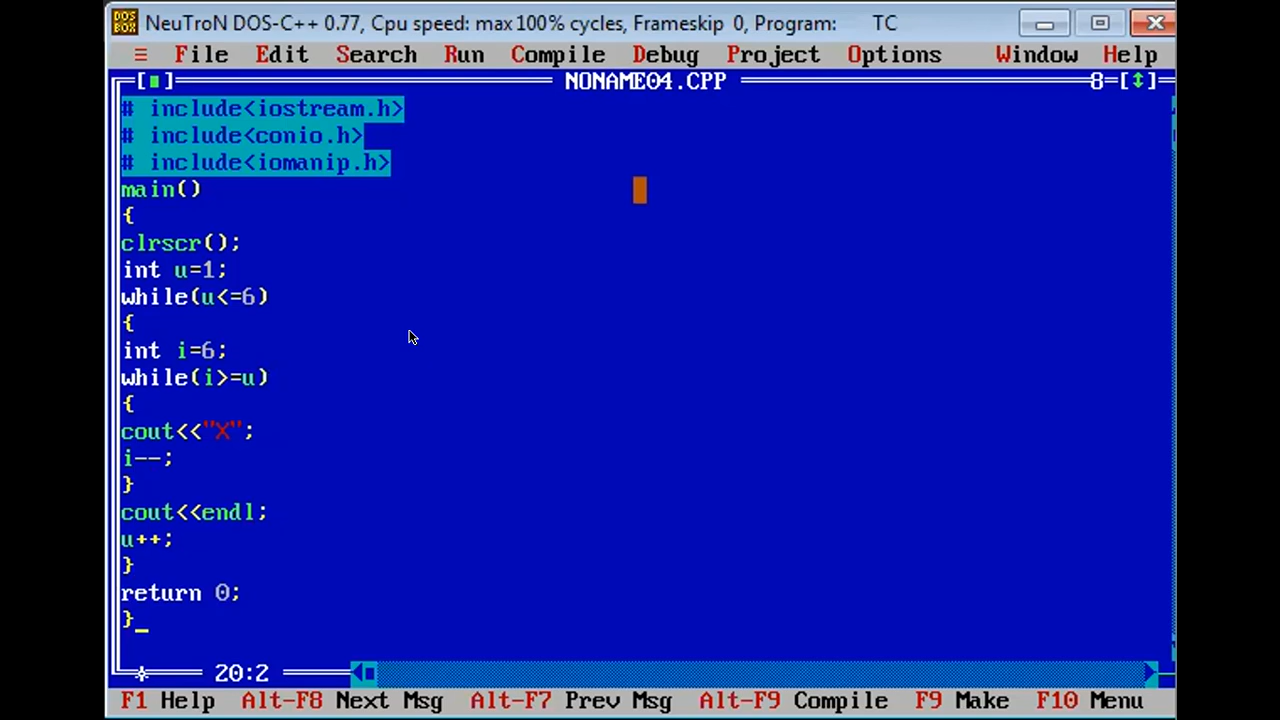 DOS BOX NeuTroN DOS-C++ 0.77, Cpu speed: max 100% cycles, Frameskip 0, Program: TC
≡ File Edit Search Run Compile Debug Project Options Window Help
[■] NONAME04.CPP 8=[↕]
# include<iostream.h>
# include<conio.h>
# include<iomanip.h>
main()
{
clrscr();
int u=1;
while(u<=6)
{
int i=6;
while(i>=u)
{
cout<<"X";
i--;
}
cout<<endl;
u++;
}
return 0;
}
20:2
F1 Help Alt-F8 Next Msg Alt-F7 Prev Msg Alt-F9 Compile F9 Make F10 Menu